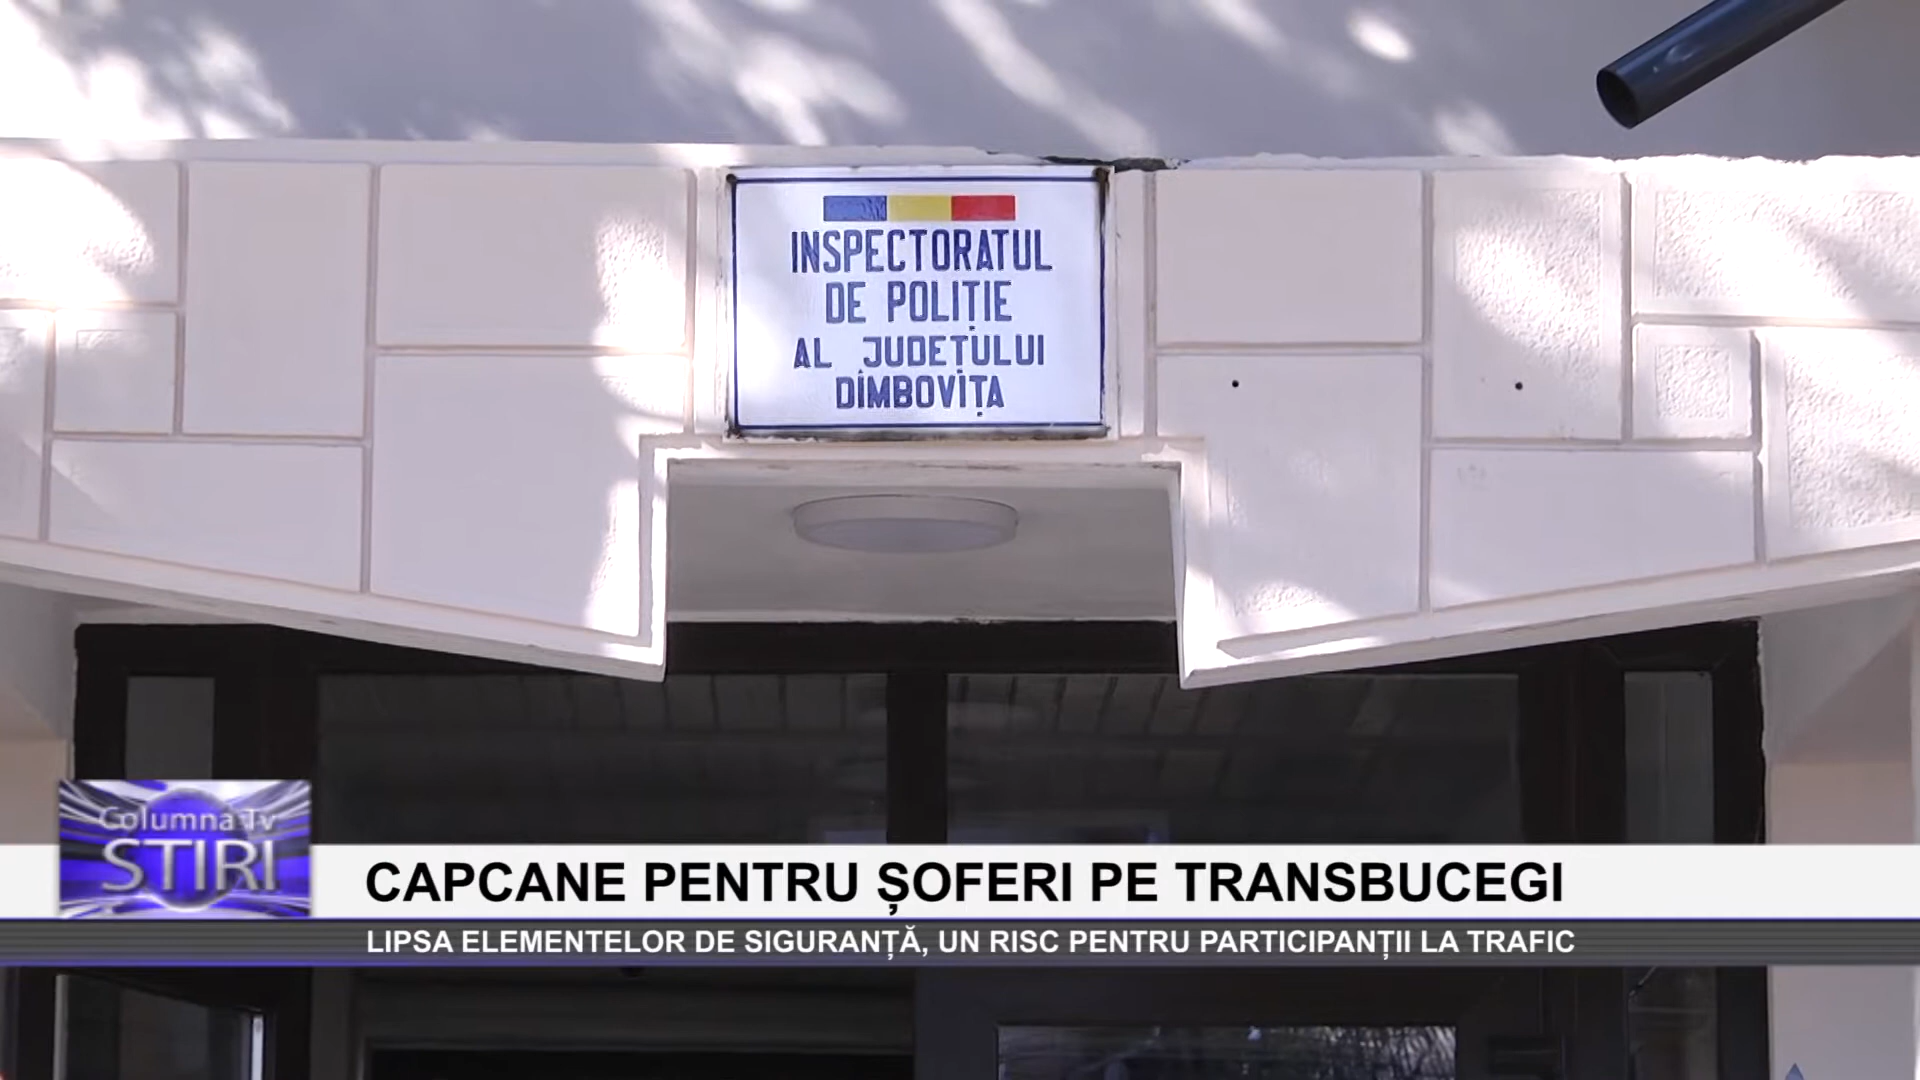 INSPECTORATUL
DE POLIȚIE
AL JUDEȚULUI
DÎMBOVIȚA
Columna Tv
STIRI
CAPCANE PENTRU ȘOFERI PE TRANSBUCEGI
LIPSA ELEMENTELOR DE SIGURANȚĂ, UN RISC PENTRU PARTICIPANȚII LA TRAFIC